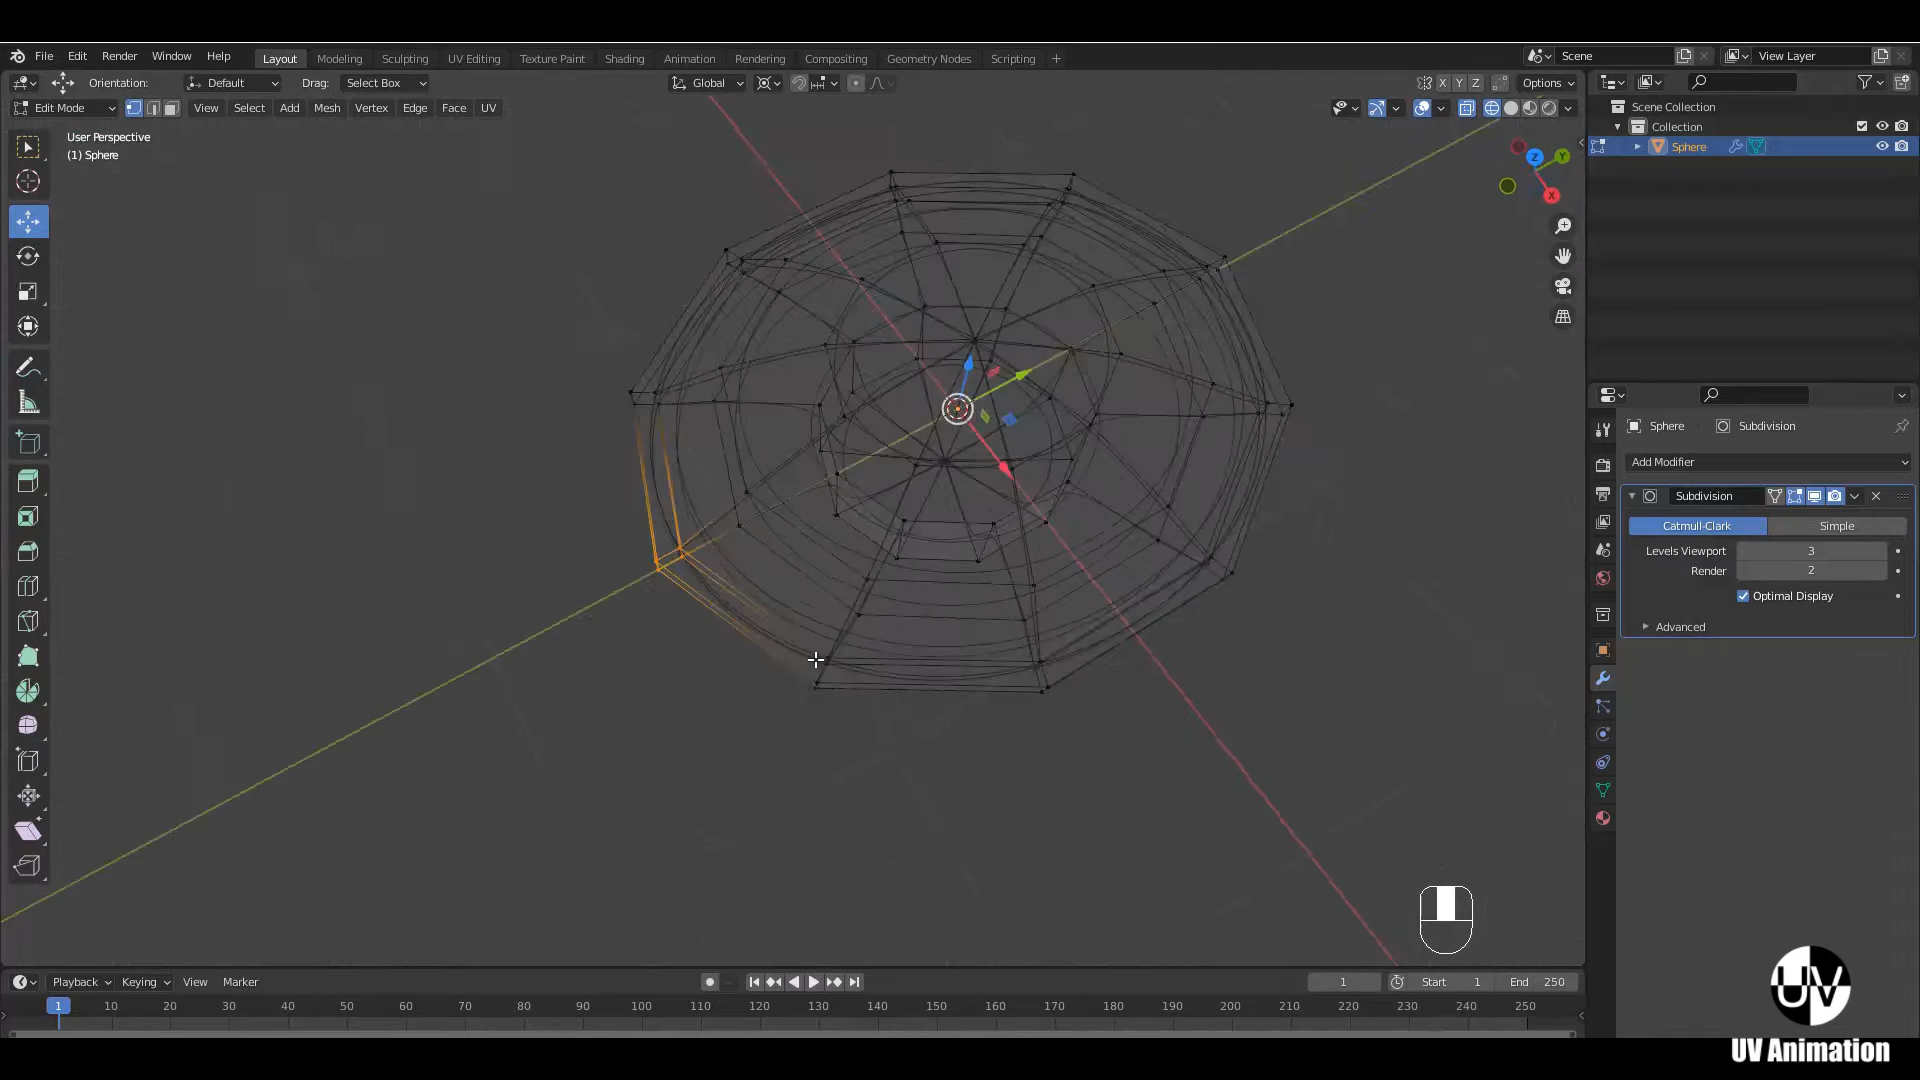 File Edit Render Window Help Layout Modeling Sculpting UV Editing Texture Paint Shading Animation Rendering Compositing Geometry Nodes Scripting + Scene View Layer
Orientation: Default Drag: Select Box Global X Y Z Options
Edit Mode View Select Add Mesh Vertex Edge Face UV
Scene Collection
Collection
Sphere
User Perspective
(1) Sphere
Z
Y
X
Sphere Subdivision
Add Modifier
Subdivision
Catmull-Clark Simple
Levels Viewport 3
Render 2
Optimal Display
Advanced
Playback Keying View Marker 1 Start 1 End 250
1 10 20 30 40 50 60 70 80 90 100 110 120 130 140 150 160 170 180 190 200 210 220 230 240 250
UV
UV Animation